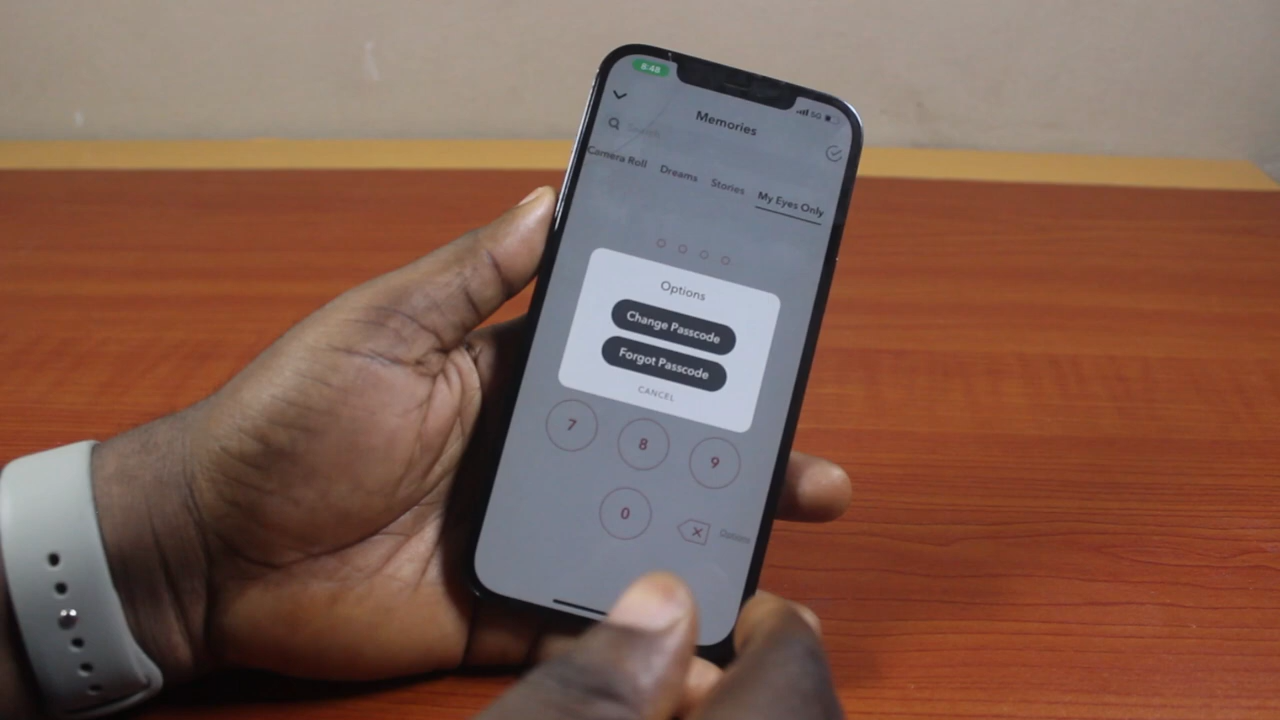 8:48
5G
Memories
Search
Camera Roll Dreams Stories My Eyes Only
Options
Change Passcode
Forgot Passcode
CANCEL
7 8 9
0
Options